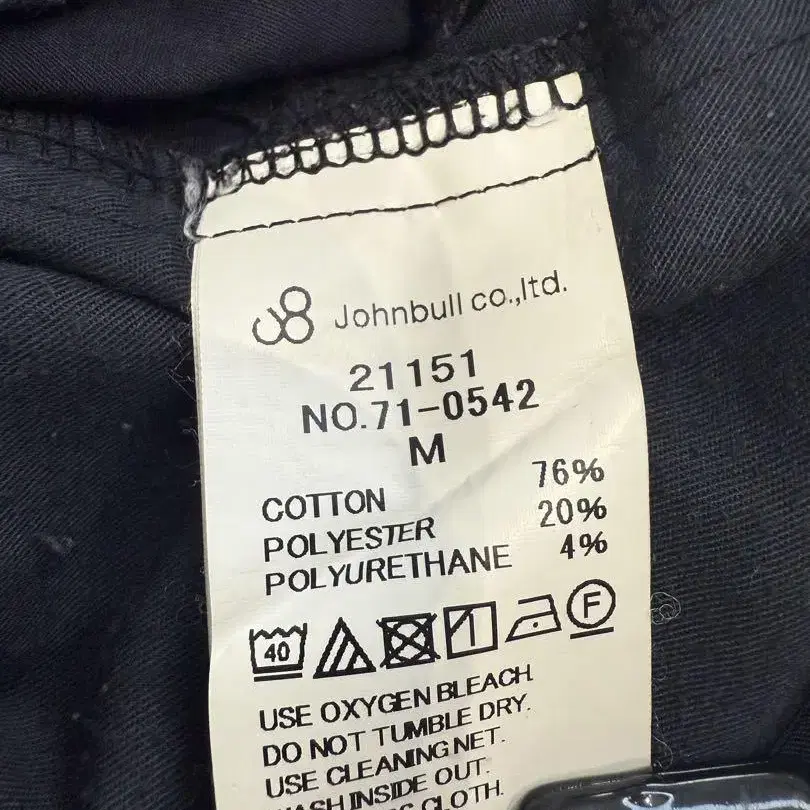 Johnbull co.,ltd.
21151
NO.71-0542
M
COTTON 76%
POLYESTER 20%
POLYURETHANE 4%
40 F
USE OXYGEN BLEACH
DO NOT TUMBLE DRY.
USE CLEANING NET.
WASH INSIDE OUT.
CLOTH.